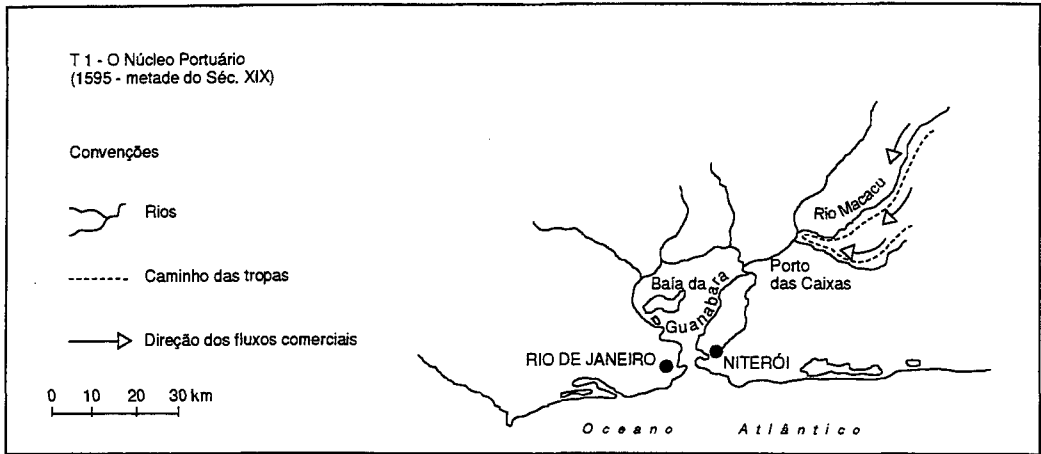 T 1 - O Núcleo Portuário
(1595 - metade do Séc. XIX)
Convenções
Rios
Caminho das tropas
Direção dos fluxos comerciais
0 10 20 30 km
Rio Macacu
Porto
das Caixas
Baía da
Guanabara
RIO DE JANEIRO
NITERÓI
Oceano Atlântico